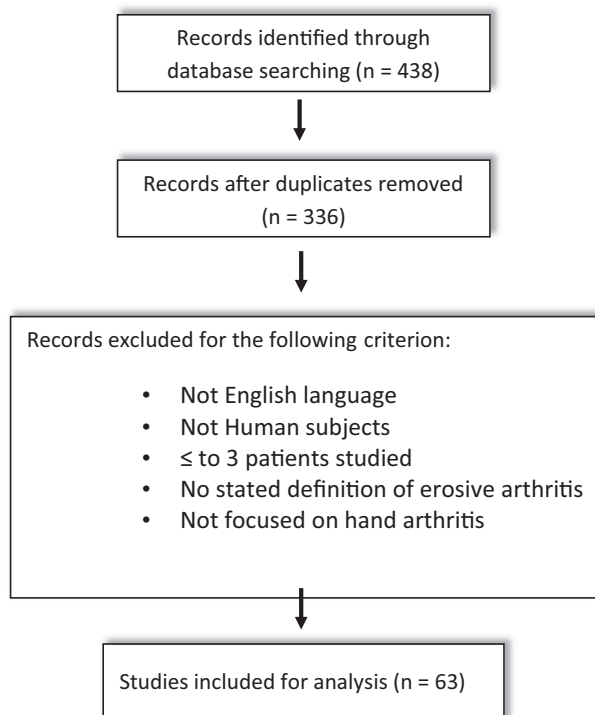 Records identified through
database searching (n = 438)
Records after duplicates removed
(n = 336)
Records excluded for the following criterion:
• Not English language
• Not Human subjects
• ≤ to 3 patients studied
• No stated definition of erosive arthritis
• Not focused on hand arthritis
Studies included for analysis (n = 63)